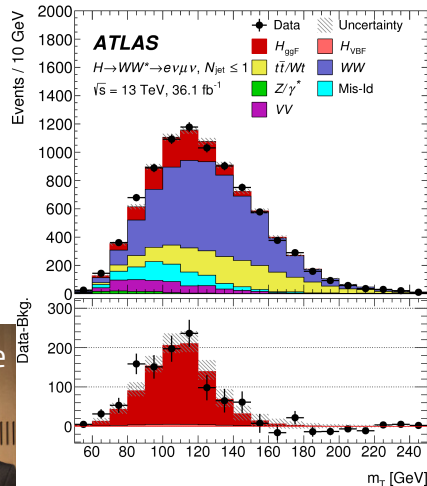 Events / 10 GeV
2000
1800
1600
1400
1200
1000
800
600
400
200
0
ATLAS
H→WW*→eνμν, N_jet ≤ 1
√s = 13 TeV, 36.1 fb⁻¹
Data Uncertainty
H_ggF H_VBF
tt̄/Wt WW
Z/γ* Mis-Id
VV
Data-Bkg.
300
200
100
0
60 80 100 120 140 160 180 200 220 240
m_T [GeV]